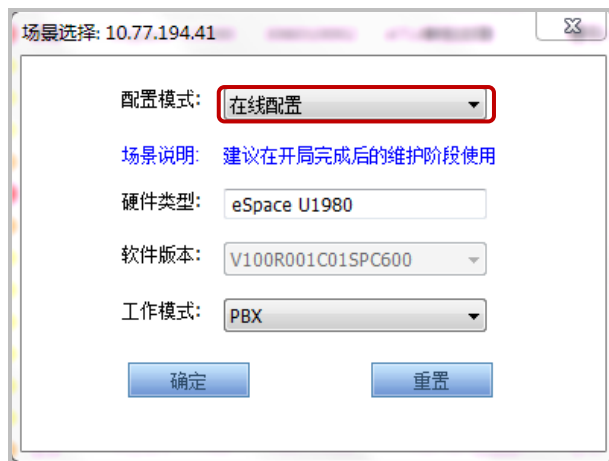 场景选择: 10.77.194.41
配置模式: 在线配置
场景说明: 建议在开局完成后的维护阶段使用
硬件类型: eSpace U1980
软件版本: V100R001C01SPC600
工作模式: PBX
确定 重置